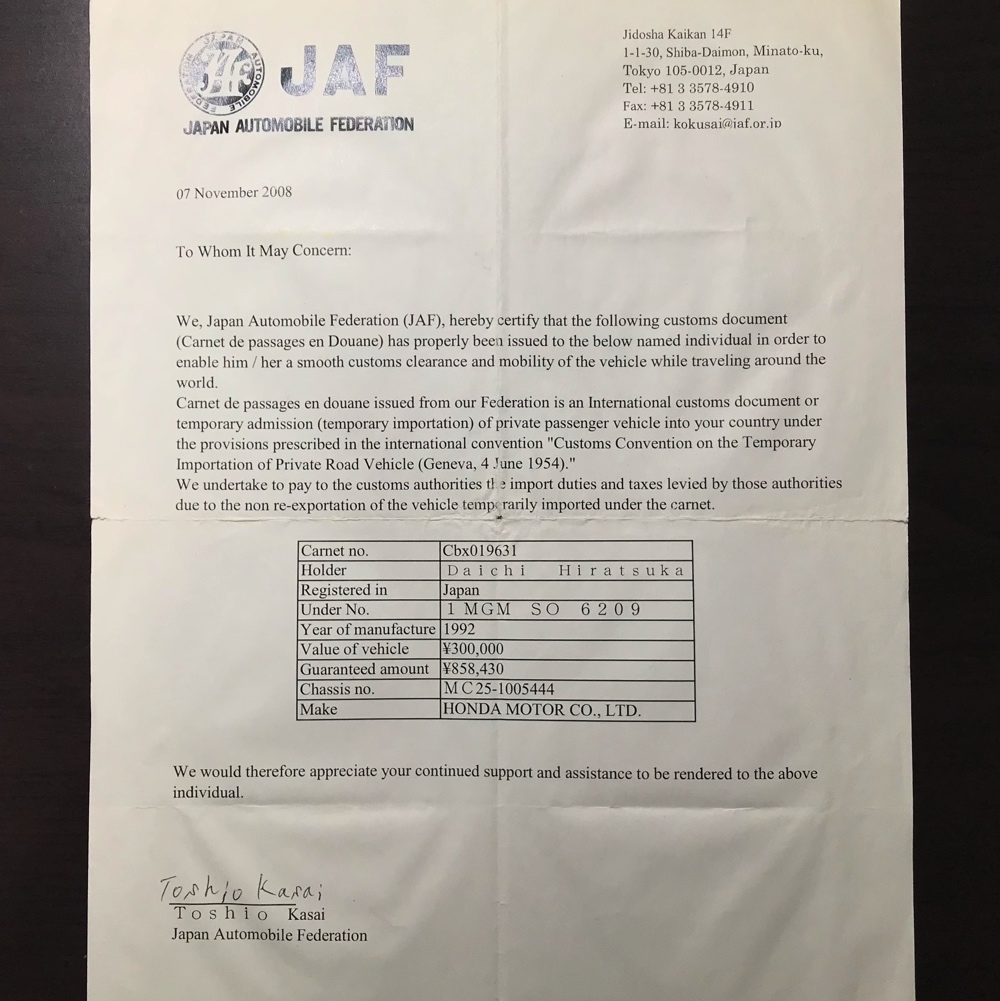 JAPAN AUTOMOBILE FEDERATION
JAF
JAPAN AUTOMOBILE FEDERATION
Jidosha Kaikan 14F
1-1-30, Shiba-Daimon, Minato-ku,
Tokyo 105-0012, Japan
Tel: +81 3 3578-4910
Fax: +81 3 3578-4911
E-mail: kokusai@jaf.or.jp
07 November 2008
To Whom It May Concern:
We, Japan Automobile Federation (JAF), hereby certify that the following customs document
(Carnet de passages en Douane) has properly been issued to the below named individual in order to
enable him / her a smooth customs clearance and mobility of the vehicle while traveling around the
world.
Carnet de passages en douane issued from our Federation is an International customs document or
temporary admission (temporary importation) of private passenger vehicle into your country under
the provisions prescribed in the international convention "Customs Convention on the Temporary
Importation of Private Road Vehicle (Geneva, 4 June 1954)."
We undertake to pay to the customs authorities the import duties and taxes levied by those authorities
due to the non re-exportation of the vehicle temporarily imported under the carnet.
Carnet no. Cbx019631
Holder Daichi Hiratsuka
Registered in Japan
Under No. 1 MGM SO 6209
Year of manufacture 1992
Value of vehicle ¥300,000
Guaranteed amount ¥858,430
Chassis no. MC25-1005444
Make HONDA MOTOR CO., LTD.
We would therefore appreciate your continued support and assistance to be rendered to the above
individual.
Toshio Kasai
Toshio Kasai
Japan Automobile Federation